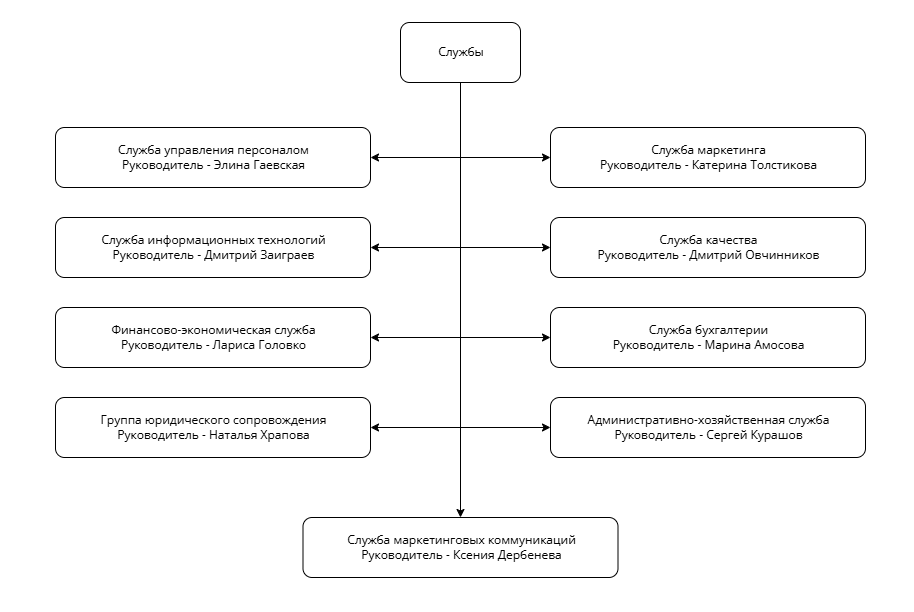 Службы
Служба управления персоналом
Руководитель - Элина Гаевская
Служба маркетинга
Руководитель - Катерина Толстикова
Служба информационных технологий
Руководитель - Дмитрий Заиграев
Служба качества
Руководитель - Дмитрий Овчинников
Финансово-экономическая служба
Руководитель - Лариса Головко
Служба бухгалтерии
Руководитель - Марина Амосова
Группа юридического сопровождения
Руководитель - Наталья Храпова
Административно-хозяйственная служба
Руководитель - Сергей Курашов
Служба маркетинговых коммуникаций
Руководитель - Ксения Дербенева